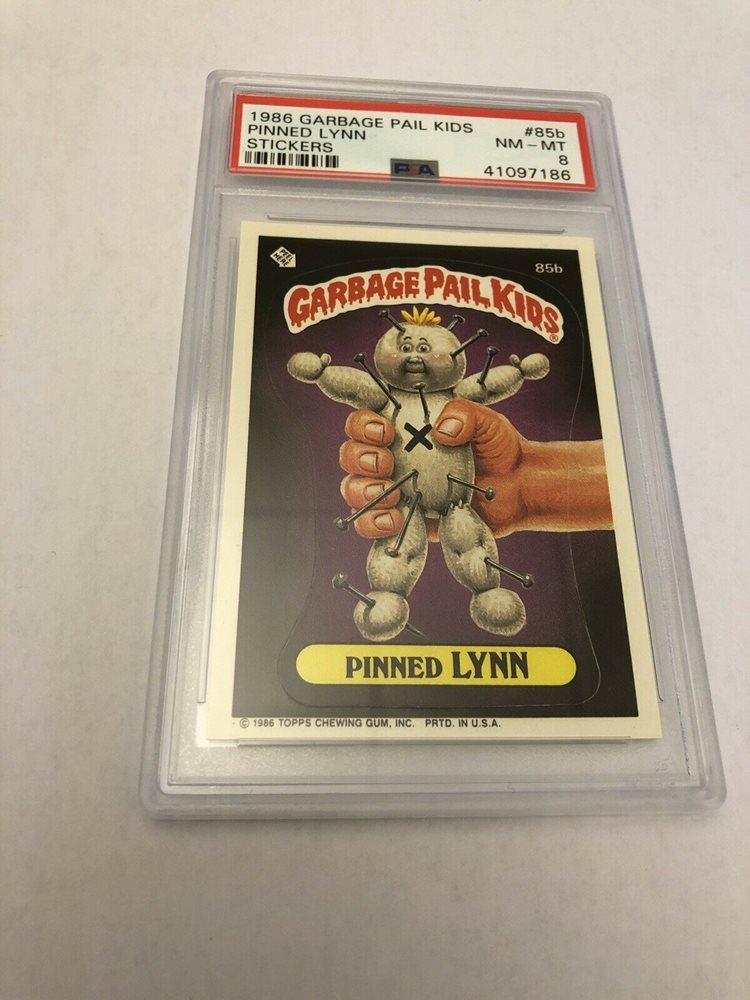 1986 GARBAGE PAIL KIDS #85b
PINNED LYNN NM - MT
STICKERS 8
PSA 41097186
PEEL HERE
85b
GARBAGE PAIL KIDS®
PINNED LYNN
© 1986 TOPPS CHEWING GUM, INC. PRTD. IN U.S.A.